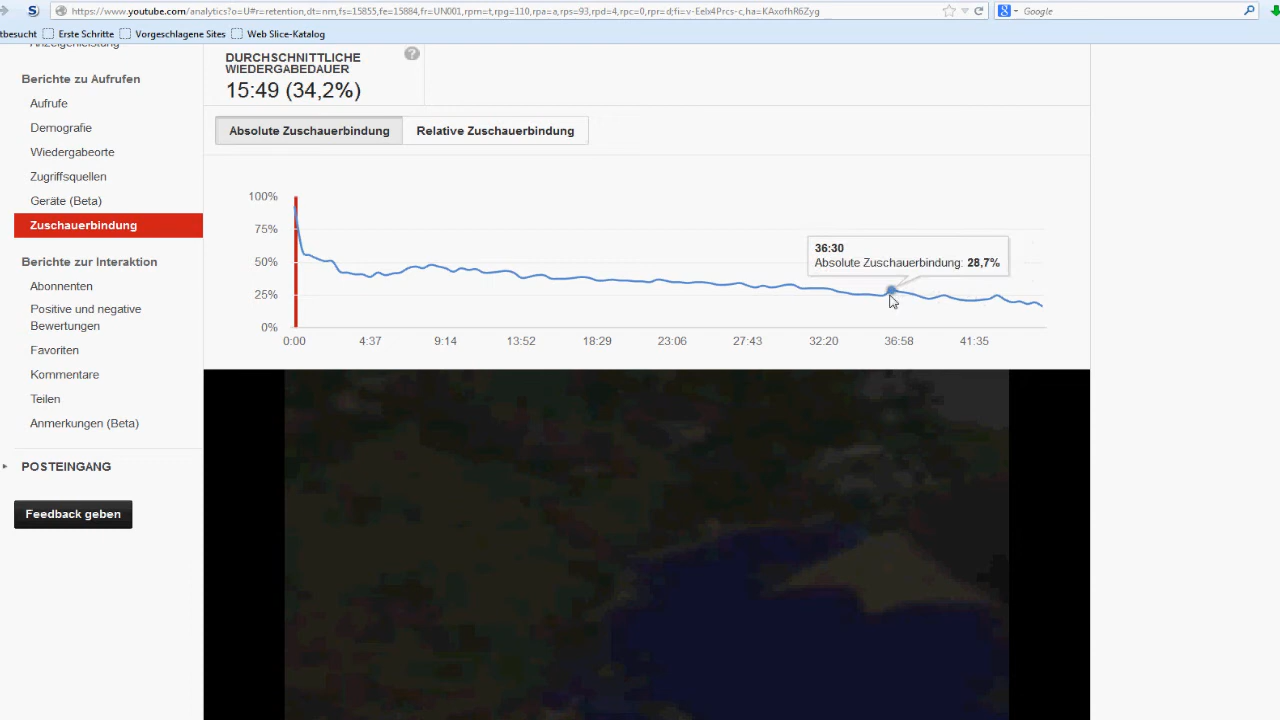 https://www.youtube.com/analytics?o=U#r=retention,dt=nm,fs=15855,fe=15884,fr=UN001,rpm=t,rpg=110,rpa=a,rps=93,rpd=4,rpc=0,rpr=d;fi=v-Eelx4Prcs-c,ha=KAxofhR6Zyg
Google
tbesucht Erste Schritte Vorgeschlagene Sites Web Slice-Katalog
Anzeigenleistung
Berichte zu Aufrufen
Aufrufe
Demografie
Wiedergabeorte
Zugriffsquellen
Geräte (Beta)
Zuschauerbindung
Berichte zur Interaktion
Abonnenten
Positive und negative
Bewertungen
Favoriten
Kommentare
Teilen
Anmerkungen (Beta)
POSTEINGANG
Feedback geben
DURCHSCHNITTLICHE
WIEDERGABEDAUER
?
15:49 (34,2%)
Absolute Zuschauerbindung
Relative Zuschauerbindung
100%
75%
50%
25%
0%
36:30
Absolute Zuschauerbindung: 28,7%
0:00 4:37 9:14 13:52 18:29 23:06 27:43 32:20 36:58 41:35